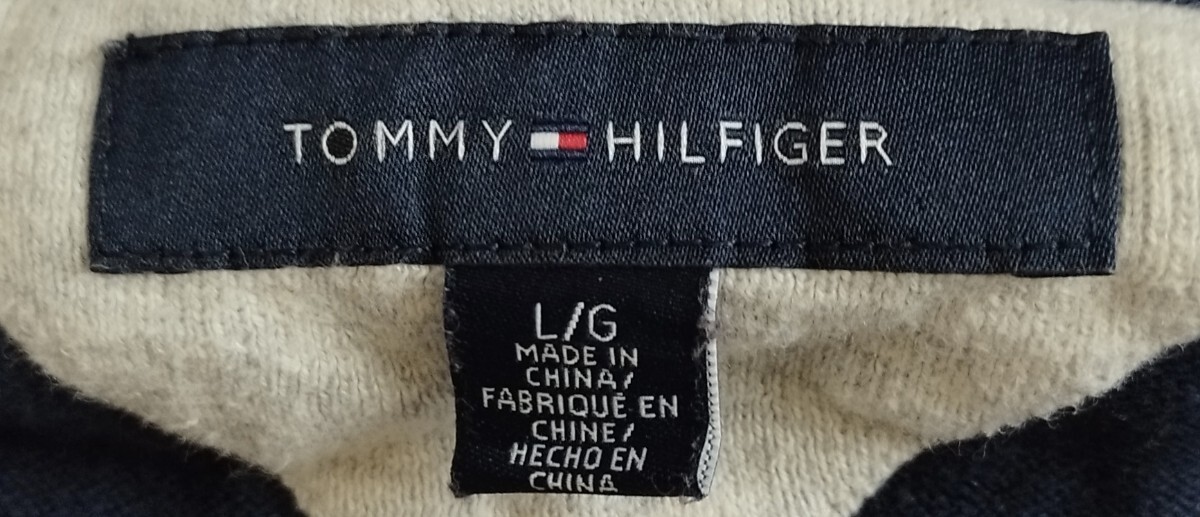 TOMMY HILFIGER
L/G
MADE IN
CHINA/
FABRIQUÉ EN
CHINE/
HECHO EN
CHINA